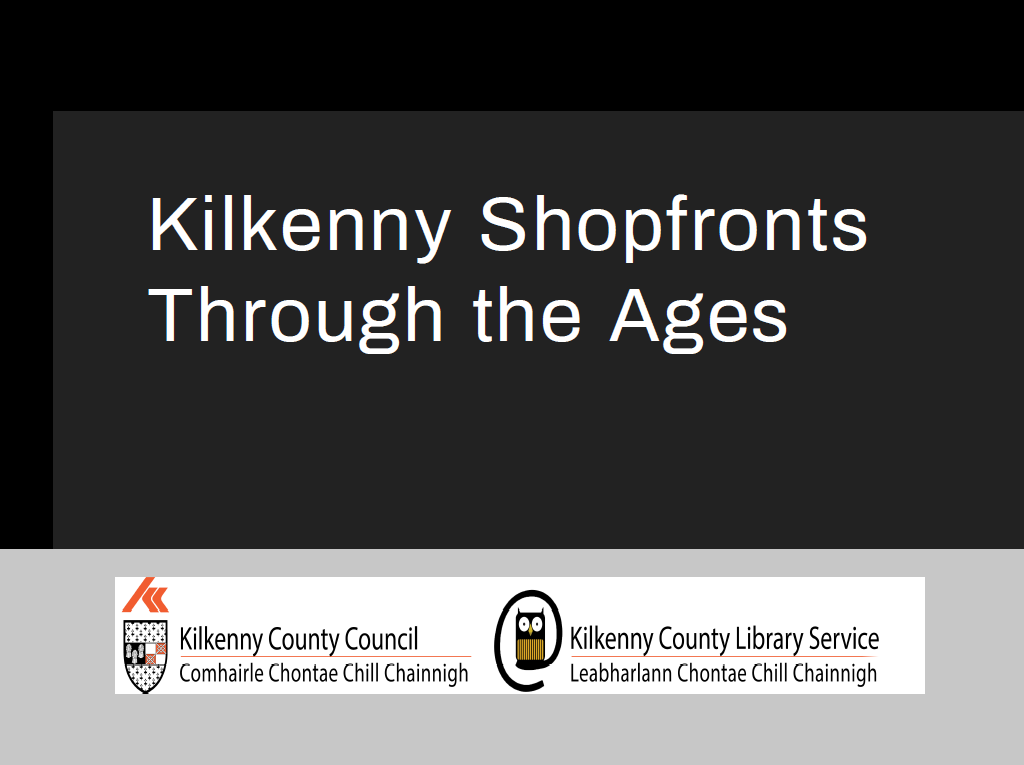 Kilkenny Shopfronts
Through the Ages
Kilkenny County Council
Comhairle Chontae Chill Chainnigh
Kilkenny County Library Service
Leabharlann Chontae Chill Chainnigh